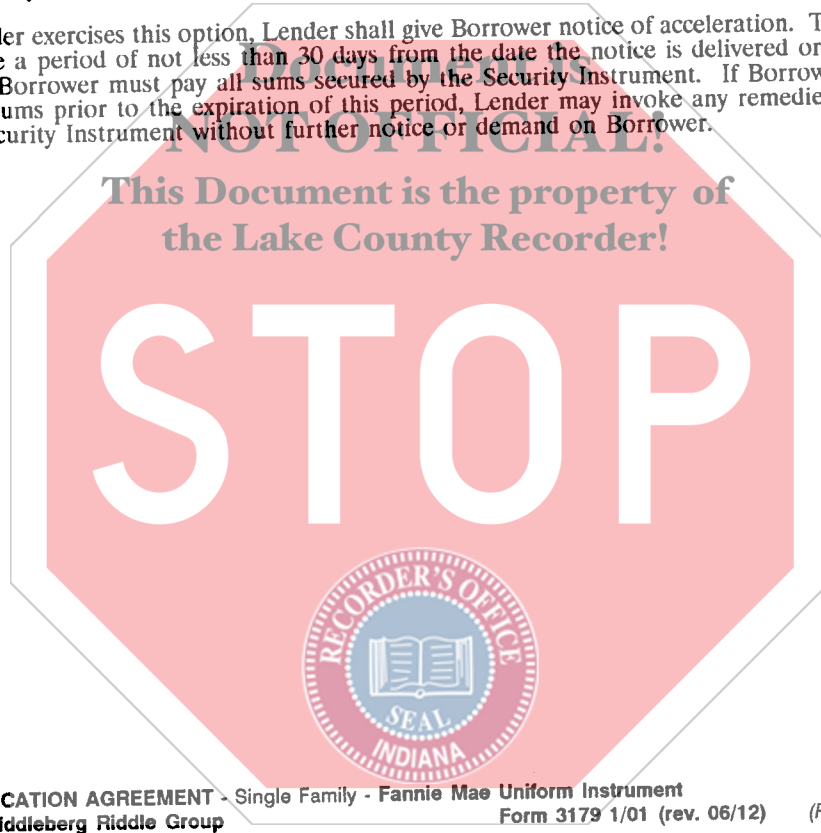 der exercises this option, Lender shall give Borrower notice of acceleration. T
e a period of not less than 30 days from the date the notice is delivered or
Borrower must pay all sums secured by the Security Instrument. If Borrow
ums prior to the expiration of this period, Lender may invoke any remedie
curity Instrument without further notice or demand on Borrower.
Document is
NOT OFFICIAL!
This Document is the property of
the Lake County Recorder!
STOP
RECORDER'S OFFICE
SEAL
INDIANA
CATION AGREEMENT - Single Family - Fannie Mae Uniform Instrument
iddleberg Riddle Group
Form 3179 1/01 (rev. 06/12)